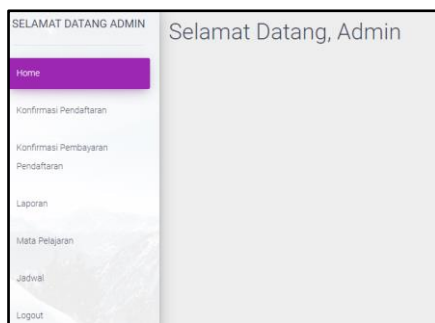 SELAMAT DATANG ADMIN
Selamat Datang, Admin
Home
Konfirmasi Pendaftaran
Konfirmasi Pembayaran
Pendaftaran
Laporan
Mata Pelajaran
Jadwal
Logout